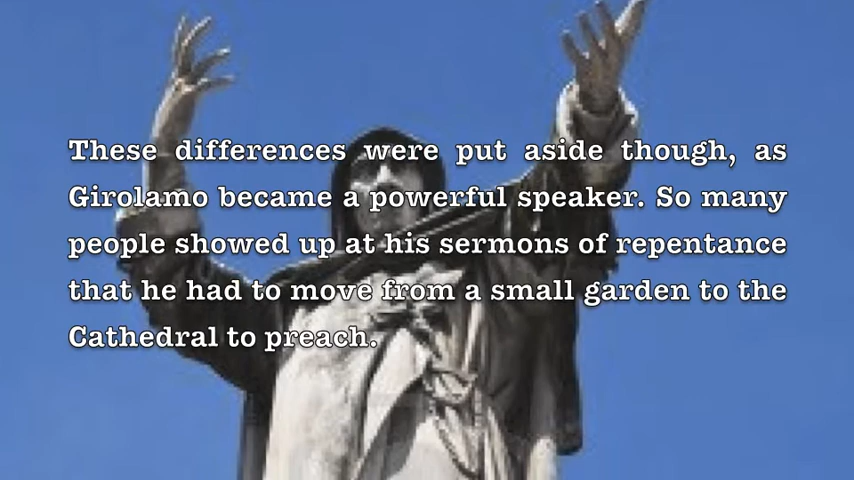 These differences were put aside though, as
Girolamo became a powerful speaker. So many
people showed up at his sermons of repentance
that he had to move from a small garden to the
Cathedral to preach.